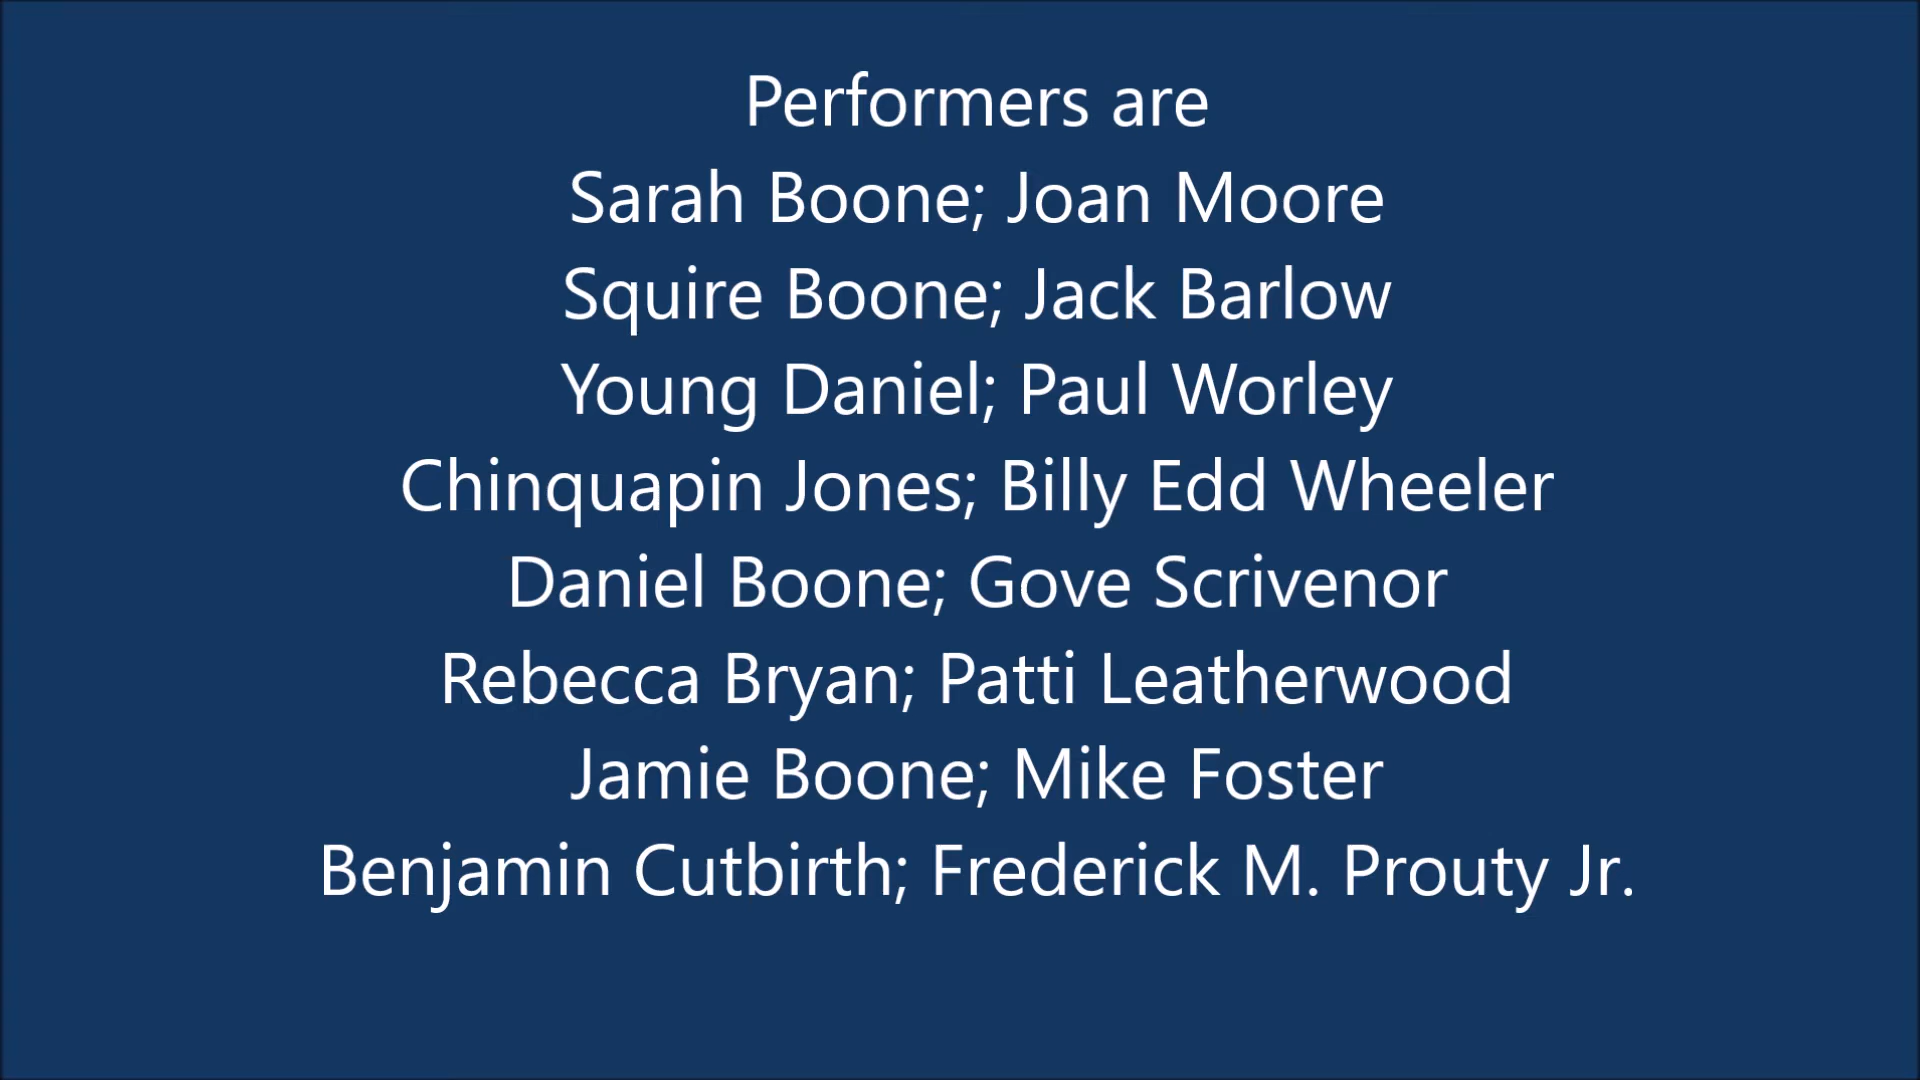 Performers are
Sarah Boone; Joan Moore
Squire Boone; Jack Barlow
Young Daniel; Paul Worley
Chinquapin Jones; Billy Edd Wheeler
Daniel Boone; Gove Scrivenor
Rebecca Bryan; Patti Leatherwood
Jamie Boone; Mike Foster
Benjamin Cutbirth; Frederick M. Prouty Jr.